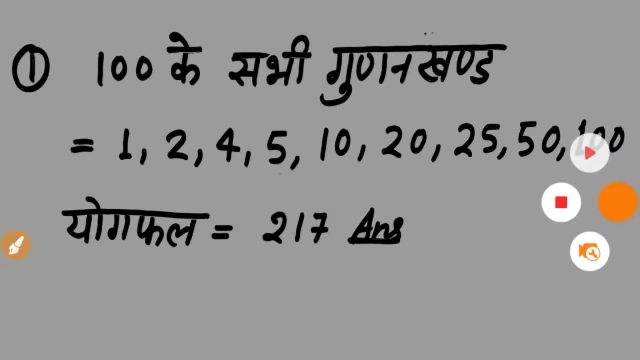 ① 100 के सभी गुणनखण्ड
= 1, 2, 4, 5, 10, 20, 25, 50, 100
योगफल = 217 Ans